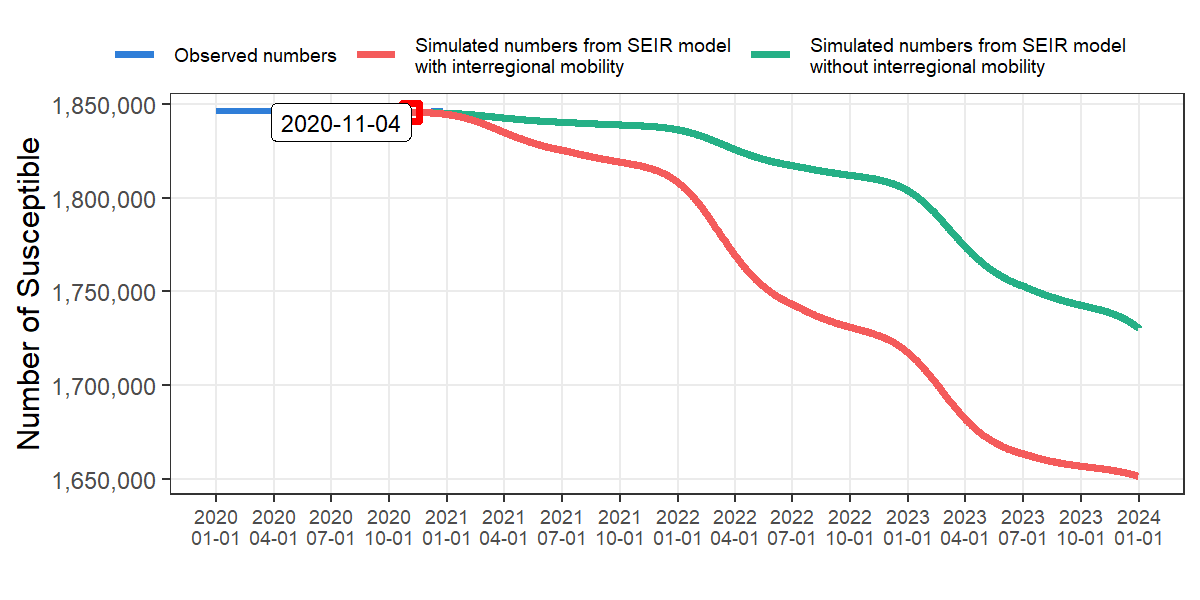 Observed numbers
Simulated numbers from SEIR model
with interregional mobility
Simulated numbers from SEIR model
without interregional mobility
Number of Susceptible
1,850,000
1,800,000
1,750,000
1,700,000
1,650,000
2020-11-04
2020 2020 2020 2020 2021 2021 2021 2021 2022 2022 2022 2022 2023 2023 2023 2023 2024
01-01 04-01 07-01 10-01 01-01 04-01 07-01 10-01 01-01 04-01 07-01 10-01 01-01 04-01 07-01 10-01 01-01